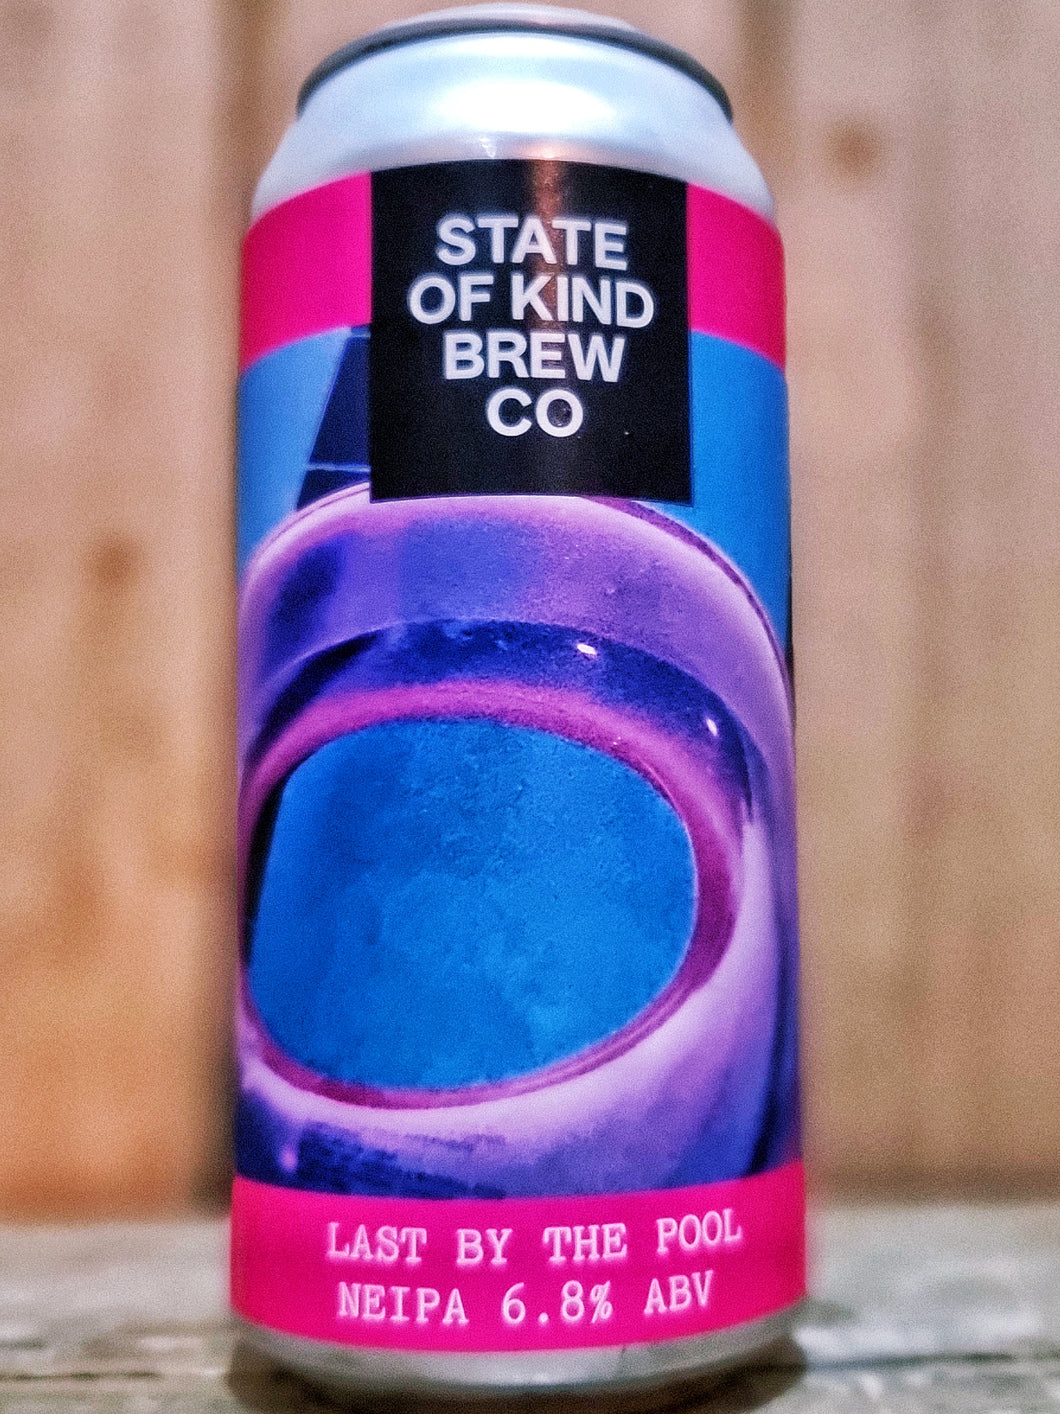 STATE
OF KIND
BREW
CO
LAST BY THE POOL
NEIPA 6.8% ABV